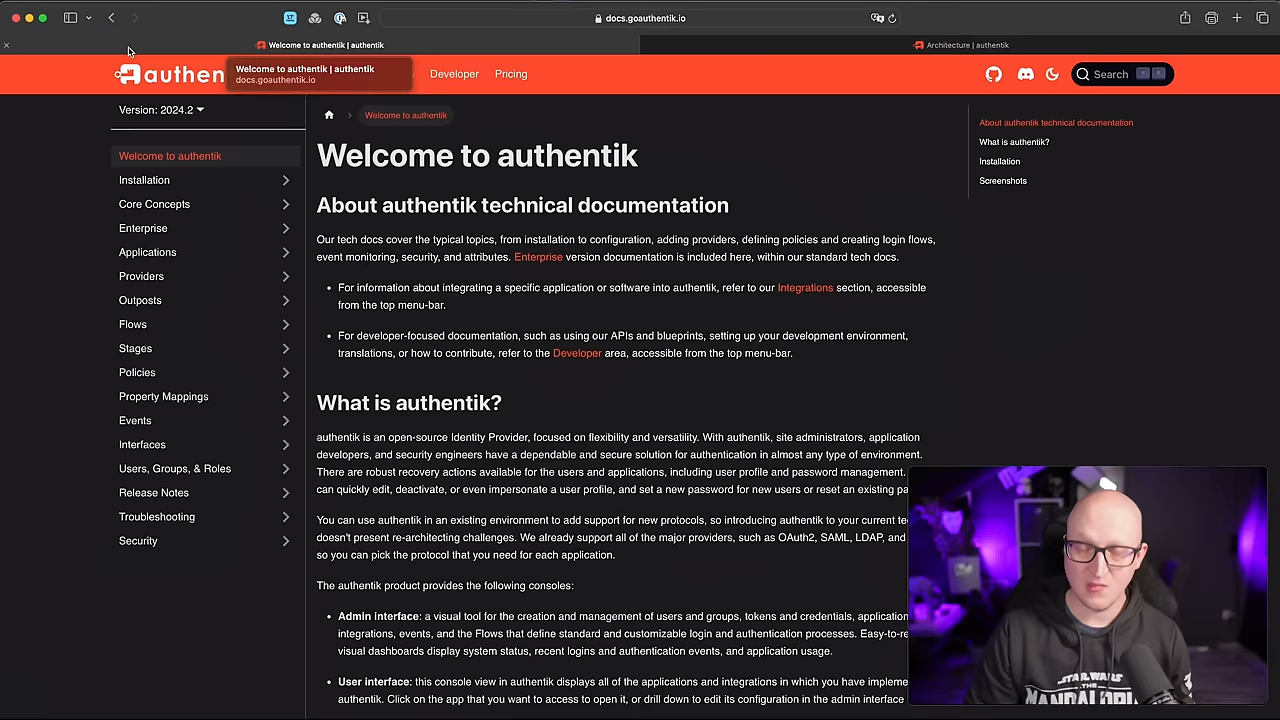 docs.goauthentik.io
Welcome to authentik | authentik
Architecture | authentik
authen
Welcome to authentik | authentik
docs.goauthentik.io
Developer
Pricing
Search
Version: 2024.2
Welcome to authentik
Installation
Core Concepts
Enterprise
Applications
Providers
Outposts
Flows
Stages
Policies
Property Mappings
Events
Interfaces
Users, Groups, & Roles
Release Notes
Troubleshooting
Security
Welcome to authentik
Welcome to authentik
About authentik technical documentation
Our tech docs cover the typical topics, from installation to configuration, adding providers, defining policies and creating login flows,
event monitoring, security, and attributes. Enterprise version documentation is included here, within our standard tech docs.
• For information about integrating a specific application or software into authentik, refer to our Integrations section, accessible
from the top menu-bar.
• For developer-focused documentation, such as using our APIs and blueprints, setting up your development environment,
translations, or how to contribute, refer to the Developer area, accessible from the top menu-bar.
What is authentik?
authentik is an open-source Identity Provider, focused on flexibility and versatility. With authentik, site administrators, application
developers, and security engineers have a dependable and secure solution for authentication in almost any type of environment.
There are robust recovery actions available for the users and applications, including user profile and password management.
can quickly edit, deactivate, or even impersonate a user profile, and set a new password for new users or reset an existing pa
You can use authentik in an existing environment to add support for new protocols, so introducing authentik to your current te
doesn't present re-architecting challenges. We already support all of the major providers, such as OAuth2, SAML, LDAP, and
so you can pick the protocol that you need for each application.
The authentik product provides the following consoles:
• Admin interface: a visual tool for the creation and management of users and groups, tokens and credentials, application
integrations, events, and the Flows that define standard and customizable login and authentication processes. Easy-to-re
visual dashboards display system status, recent logins and authentication events, and application usage.
• User interface: this console view in authentik displays all of the applications and integrations in which you have impleme
authentik. Click on the app that you want to access to open it, or drill down to edit its configuration in the admin interface
About authentik technical documentation
What is authentik?
Installation
Screenshots
STAR WARS
THE
MANDALORI